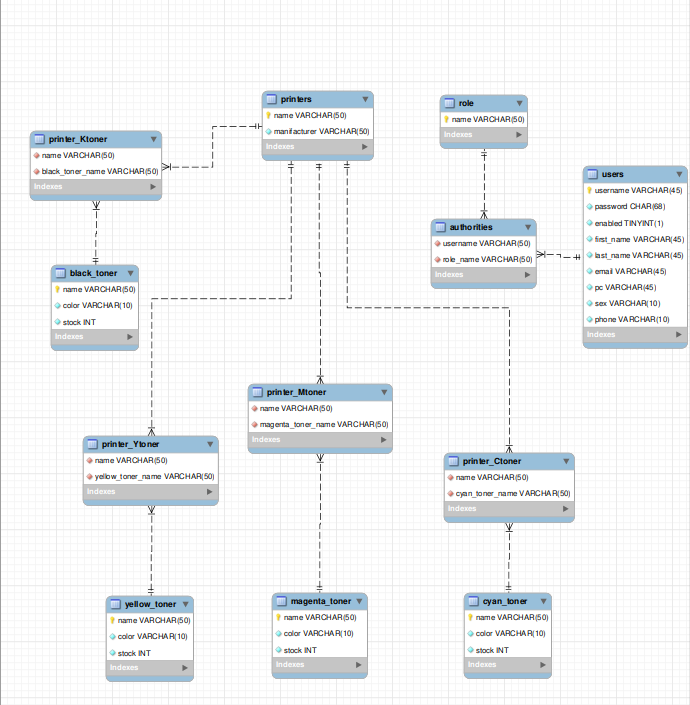 printers
name VARCHAR(50)
manifacturer VARCHAR(50)
Indexes
role
name VARCHAR(50)
Indexes
printer_Ktoner
name VARCHAR(50)
black_toner_name VARCHAR(50)
Indexes
users
username VARCHAR(45)
password CHAR(68)
enabled TINYINT(1)
first_name VARCHAR(45)
last_name VARCHAR(45)
email VARCHAR(45)
pc VARCHAR(45)
sex VARCHAR(10)
phone VARCHAR(10)
Indexes
authorities
username VARCHAR(50)
role_name VARCHAR(50)
Indexes
black_toner
name VARCHAR(50)
color VARCHAR(10)
stock INT
Indexes
printer_Mtoner
name VARCHAR(50)
magenta_toner_name VARCHAR(50)
Indexes
printer_Ytoner
name VARCHAR(50)
yellow_toner_name VARCHAR(50)
Indexes
printer_Ctoner
name VARCHAR(50)
cyan_toner_name VARCHAR(50)
Indexes
yellow_toner
name VARCHAR(50)
color VARCHAR(10)
stock INT
Indexes
magenta_toner
name VARCHAR(50)
color VARCHAR(10)
stock INT
Indexes
cyan_toner
name VARCHAR(50)
color VARCHAR(10)
stock INT
Indexes